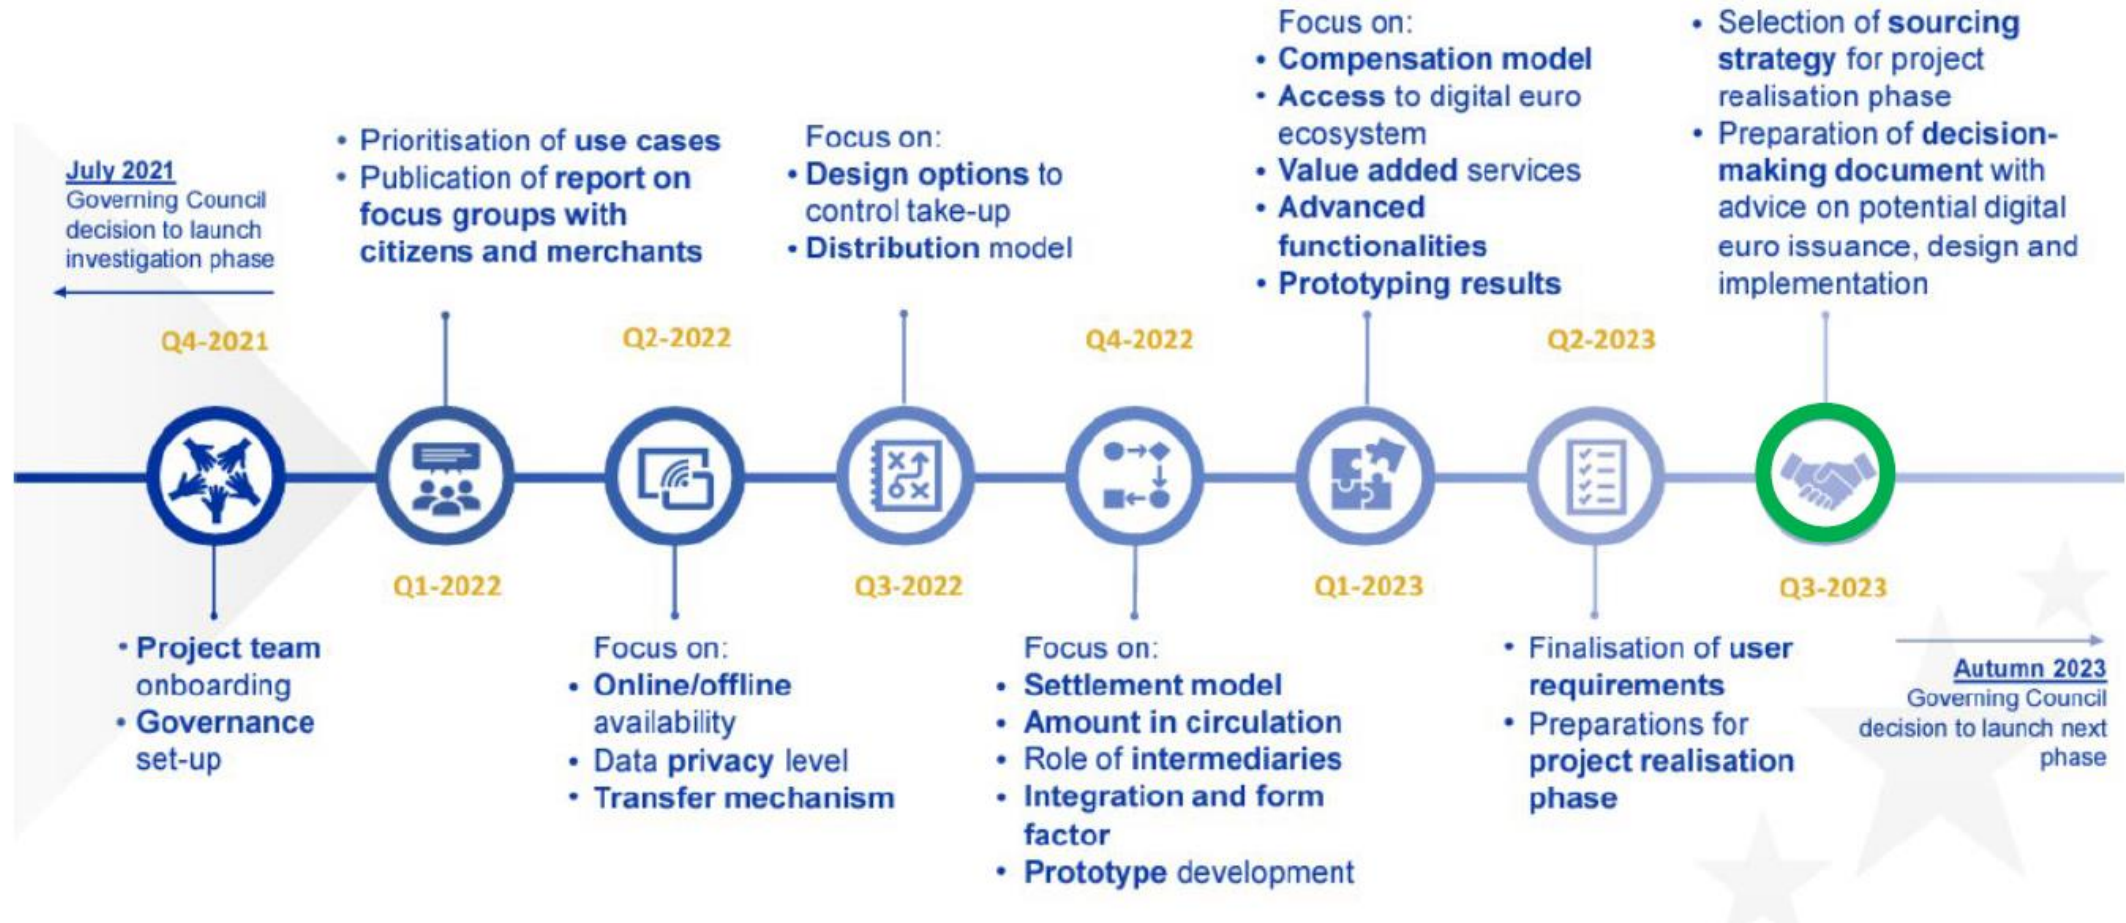 July 2021
Governing Council
decision to launch
investigation phase
Q4-2021
• Project team
onboarding
• Governance
set-up
• Prioritisation of use cases
• Publication of report on
focus groups with
citizens and merchants
Q1-2022
Q2-2022
Focus on:
• Online/offline
availability
• Data privacy level
• Transfer mechanism
Focus on:
• Design options to
control take-up
• Distribution model
Q3-2022
Q4-2022
Focus on:
• Settlement model
• Amount in circulation
• Role of intermediaries
• Integration and form
factor
• Prototype development
Focus on:
• Compensation model
• Access to digital euro
ecosystem
• Value added services
• Advanced
functionalities
• Prototyping results
Q1-2023
Q2-2023
• Finalisation of user
requirements
• Preparations for
project realisation
phase
• Selection of sourcing
strategy for project
realisation phase
• Preparation of decision-
making document with
advice on potential digital
euro issuance, design and
implementation
Q3-2023
Autumn 2023
Governing Council
decision to launch next
phase